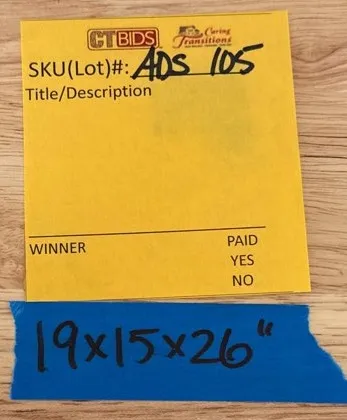 CTBIDS Caring Transitions
SKU(Lot)#: ADS 105
Title/Description
WINNER PAID
YES
NO
19x15x26"